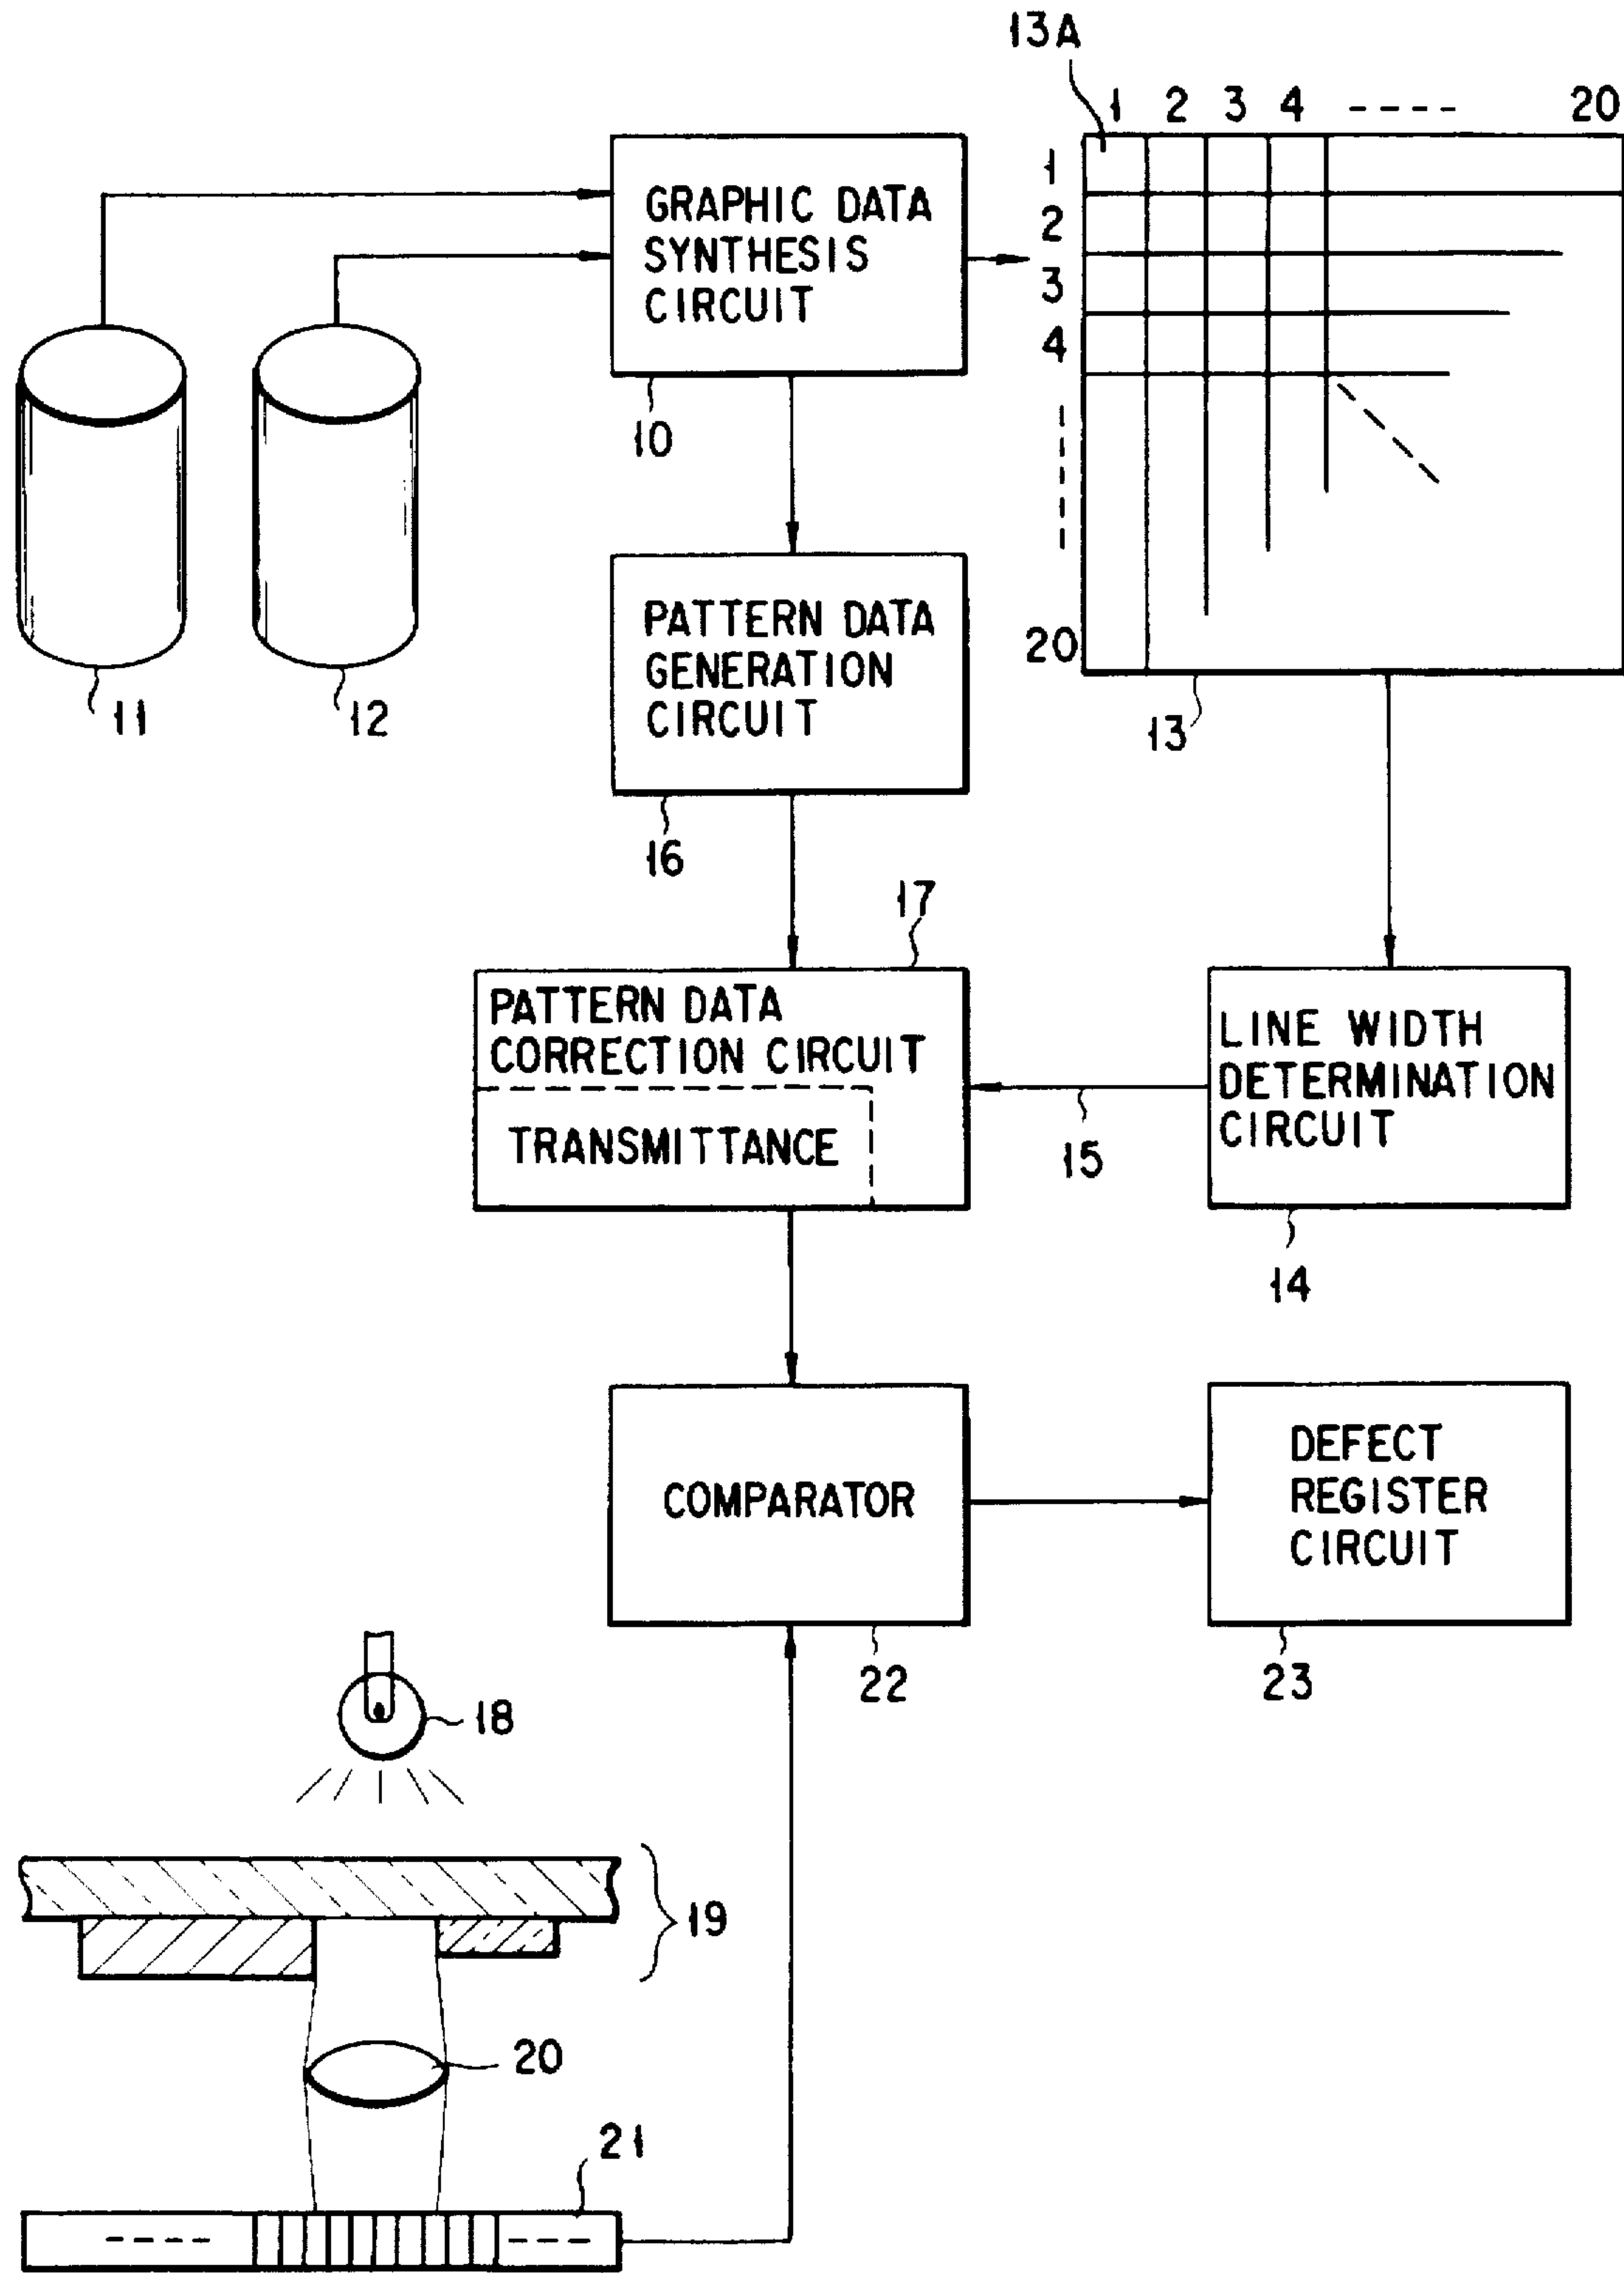 13A
1 2 3 4 ---- 20
1
2
3
4
20
GRAPHIC DATA
SYNTHESIS
CIRCUIT
10
11
12
13
PATTERN DATA
GENERATION
CIRCUIT
16
17
PATTERN DATA
CORRECTION CIRCUIT
TRANSMITTANCE
15
LINE WIDTH
DETERMINATION
CIRCUIT
14
COMPARATOR
22
DEFECT
REGISTER
CIRCUIT
23
18
19
20
21